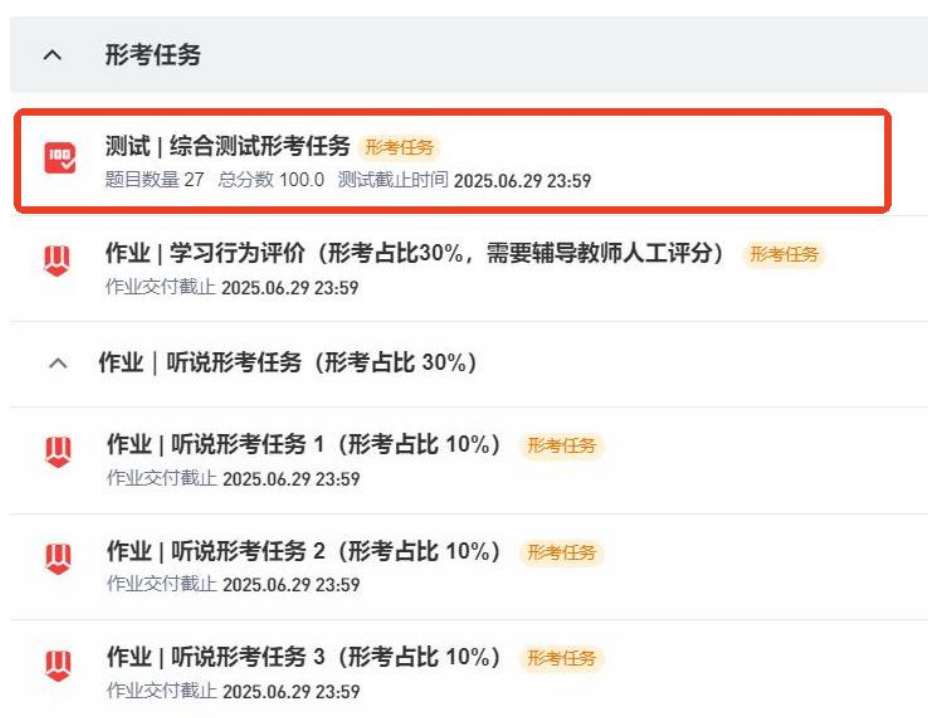 形考任务
测试 | 综合测试形考任务 形考任务
题目数量 27 总分数 100.0 测试截止时间 2025.06.29 23:59
作业 | 学习行为评价（形考占比30%，需要辅导教师人工评分） 形考任务
作业交付截止 2025.06.29 23:59
作业 | 听说形考任务（形考占比 30%）
作业 | 听说形考任务 1（形考占比 10%） 形考任务
作业交付截止 2025.06.29 23:59
作业 | 听说形考任务 2（形考占比 10%） 形考任务
作业交付截止 2025.06.29 23:59
作业 | 听说形考任务 3（形考占比 10%） 形考任务
作业交付截止 2025.06.29 23:59